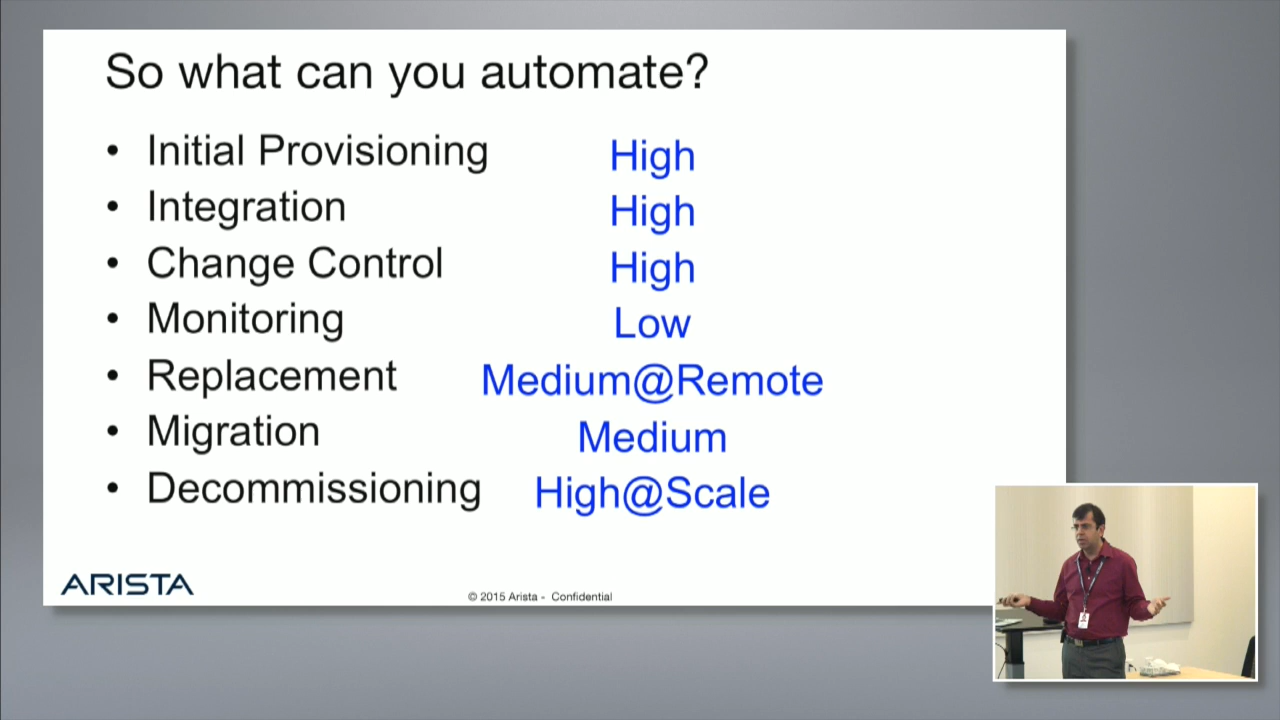 So what can you automate?
• Initial Provisioning High
• Integration High
• Change Control High
• Monitoring Low
• Replacement Medium@Remote
• Migration Medium
• Decommissioning High@Scale
ARISTA
© 2015 Arista - Confidential